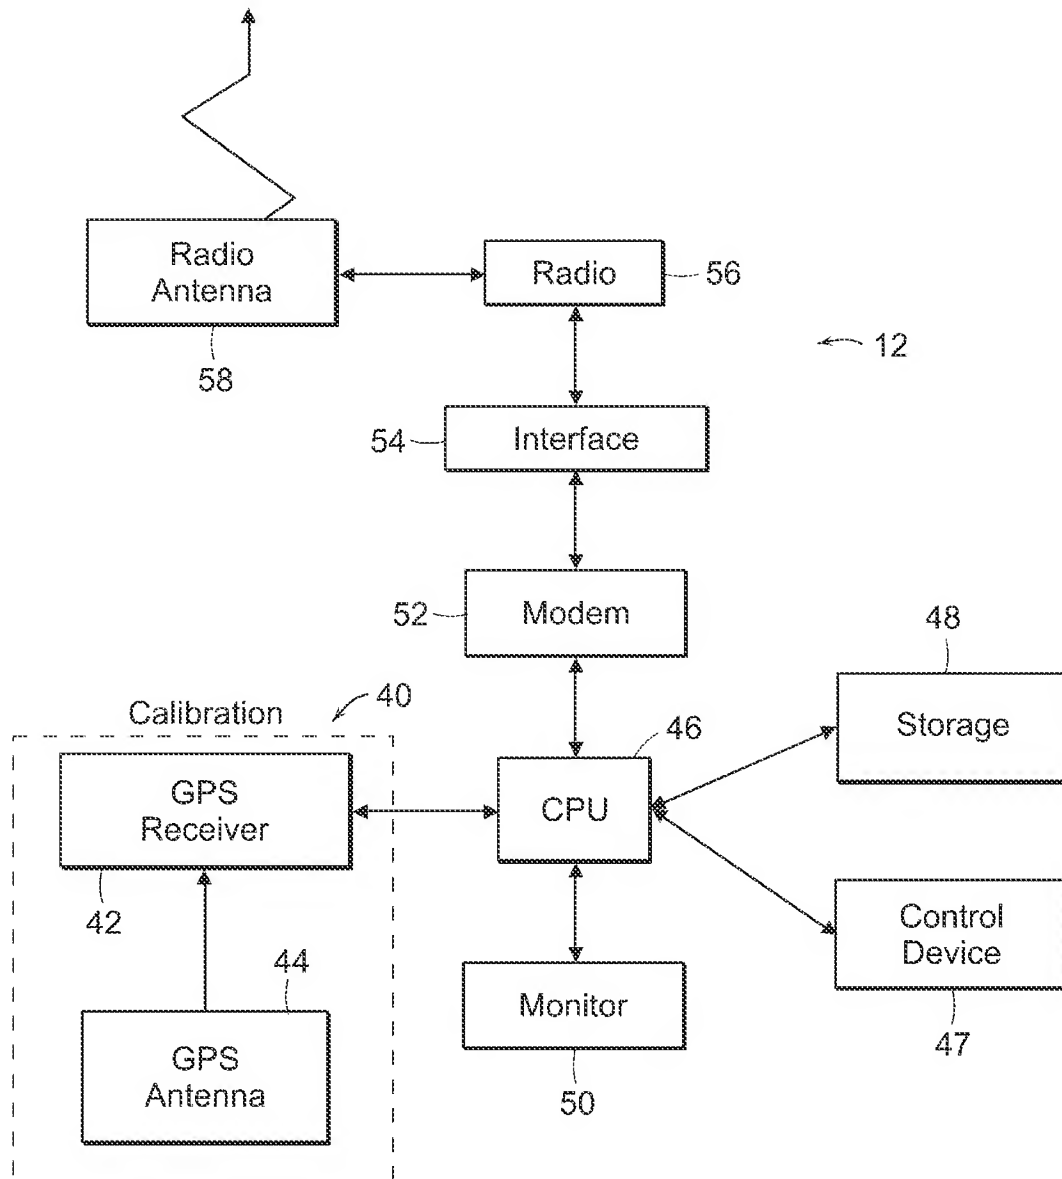 Radio
Antenna
58
Radio
56
12
54
Interface
52
Modem
48
Storage
40
Calibration
46
GPS
Receiver
CPU
42
Control
Device
44
47
GPS
Antenna
Monitor
50